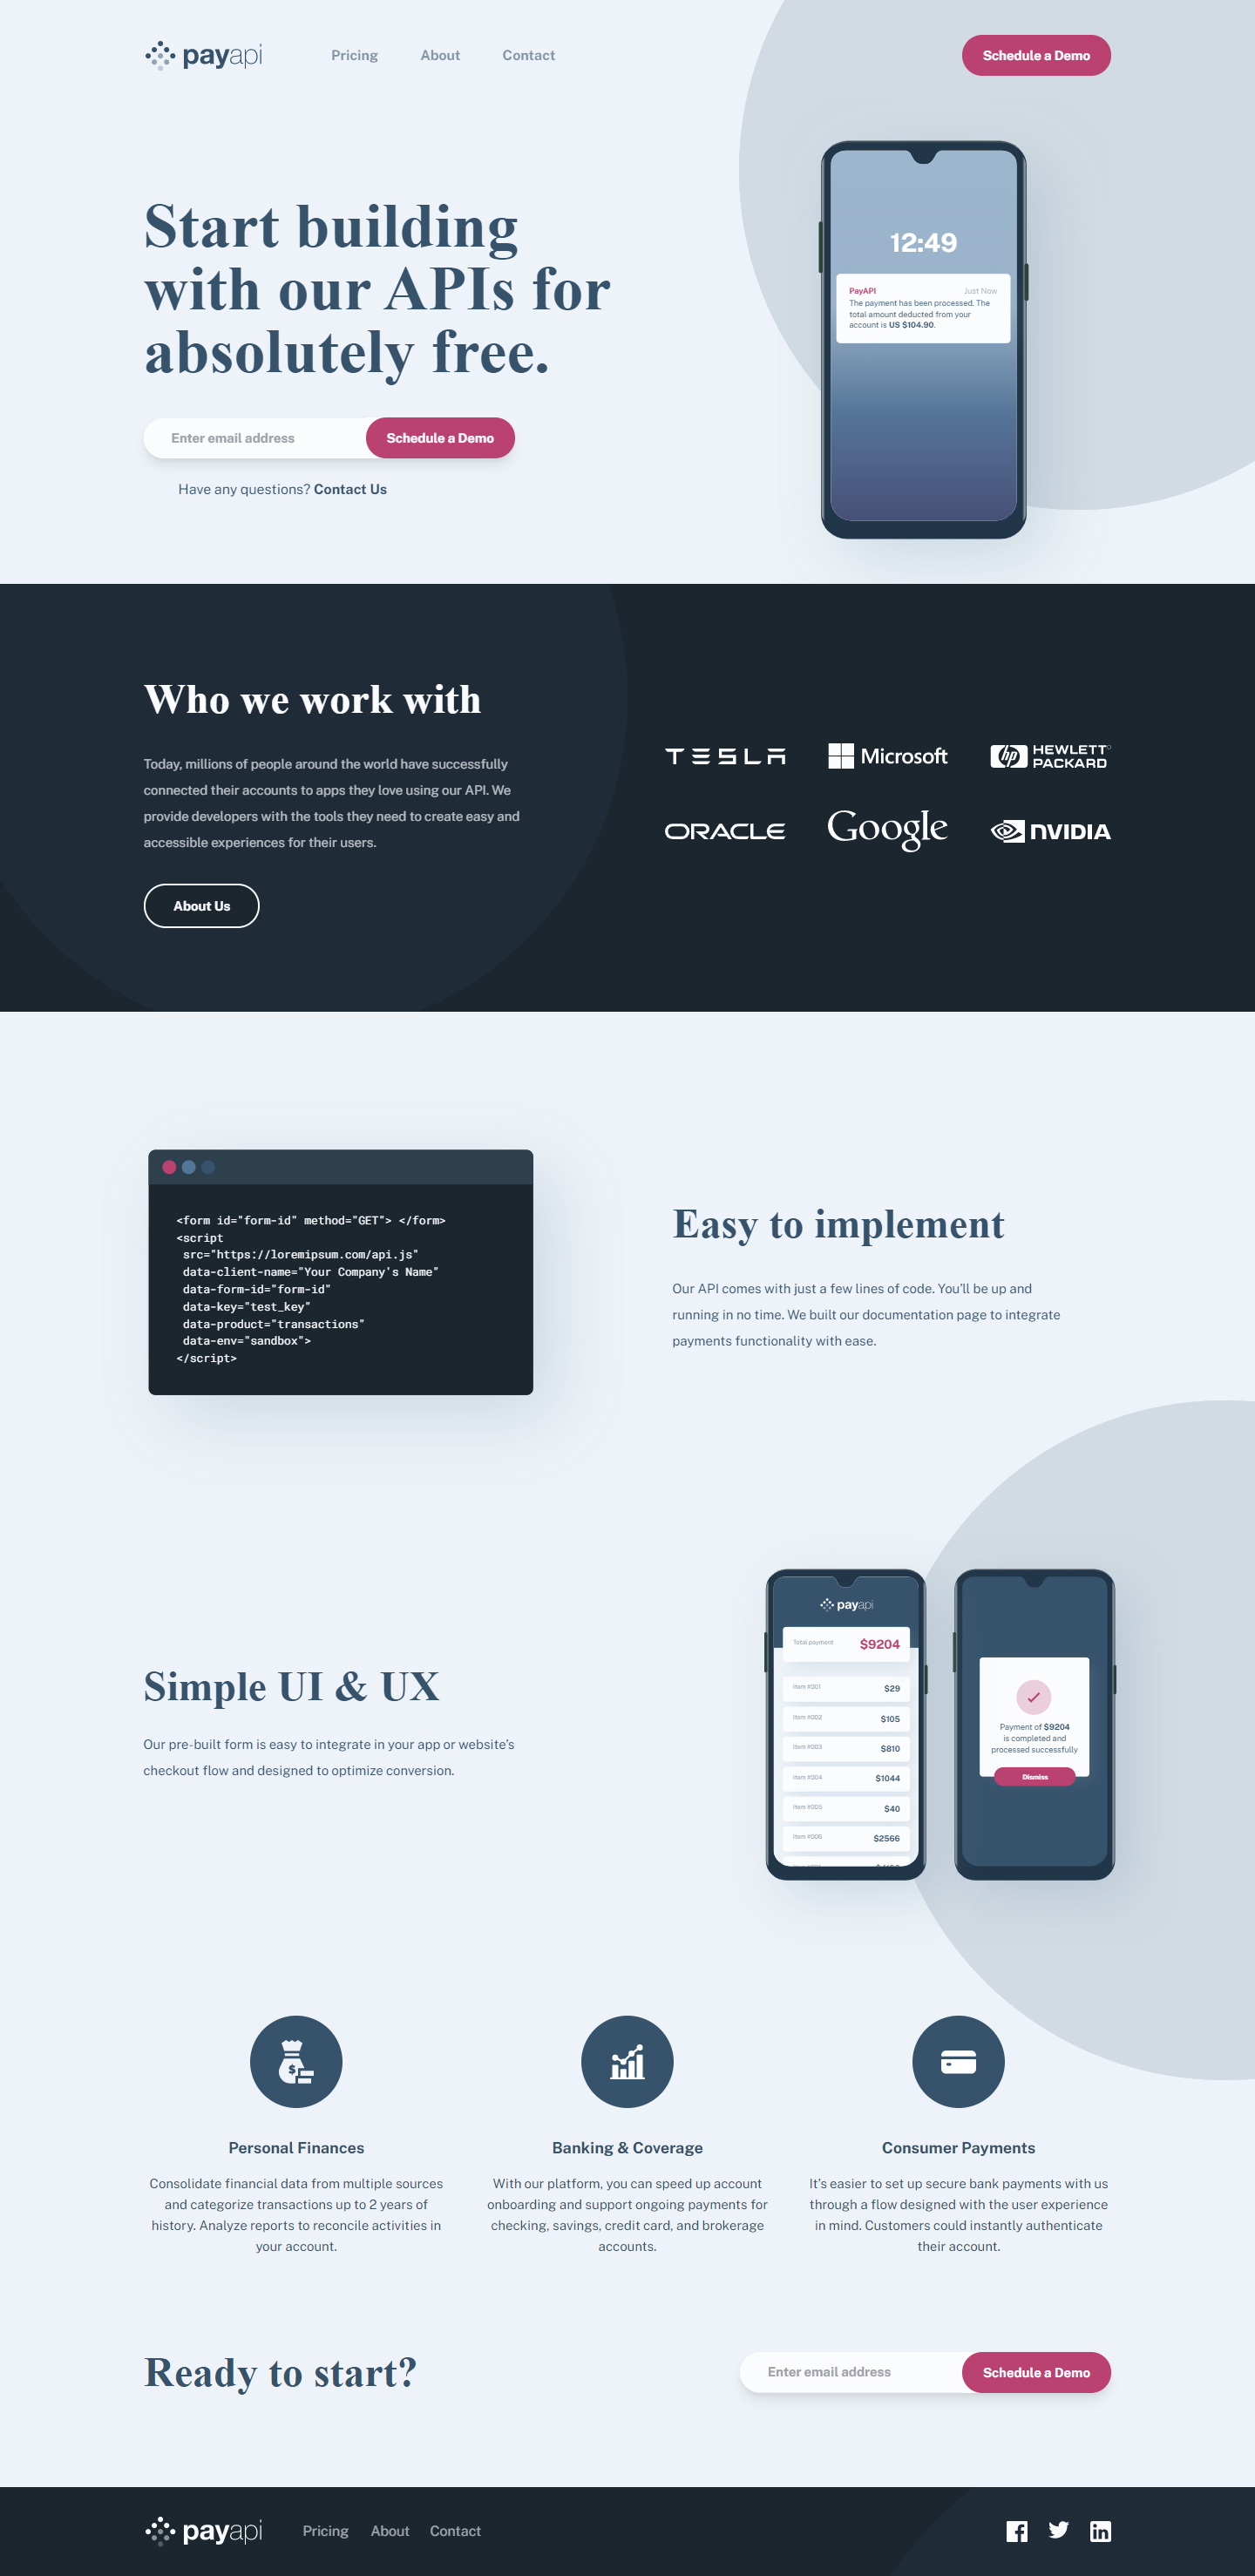 payapi
Pricing About Contact
Schedule a Demo
Start building
with our APIs for
absolutely free.
Enter email address
Schedule a Demo
Have any questions? Contact Us
12:49
PayAPI Just Now
The payment has been processed. The
total amount deducted from your
account is US $104.90.
Who we work with
Today, millions of people around the world have successfully
connected their accounts to apps they love using our API. We
provide developers with the tools they need to create easy and
accessible experiences for their users.
About Us
TESLA
Microsoft
hp HEWLETT
PACKARD
ORACLE
Google
NVIDIA
<form id="form-id" method="GET"> </form>
<script
src="https://loremipsum.com/api.js"
data-client-name="Your Company's Name"
data-form-id="form-id"
data-key="test_key"
data-product="transactions"
data-env="sandbox">
</script>
Easy to implement
Our API comes with just a few lines of code. You’ll be up and
running in no time. We built our documentation page to integrate
payments functionality with ease.
Simple UI & UX
Our pre-built form is easy to integrate in your app or website’s
checkout flow and designed to optimize conversion.
payapi
Total payment $9204
Item #001 $29
Item #002 $105
Item #003 $810
Item #004 $1044
Item #005 $40
Item #006 $2566
Payment of $9204
is completed and
processed successfully
Dismiss
Personal Finances
Consolidate financial data from multiple sources
and categorize transactions up to 2 years of
history. Analyze reports to reconcile activities in
your account.
Banking & Coverage
With our platform, you can speed up account
onboarding and support ongoing payments for
checking, savings, credit card, and brokerage
accounts.
Consumer Payments
It’s easier to set up secure bank payments with us
through a flow designed with the user experience
in mind. Customers could instantly authenticate
their account.
Ready to start?
Enter email address
Schedule a Demo
payapi
Pricing About Contact